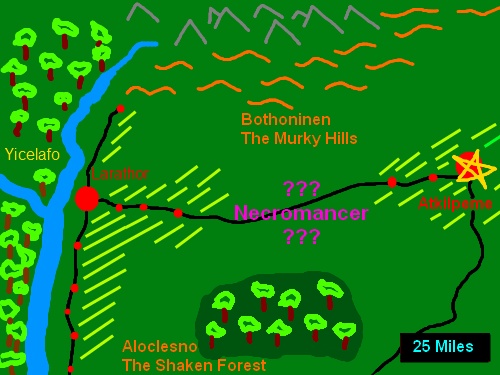 Bothoninen
The Murky Hills
Yicelafo
Larathor
???
Necromancer
???
Atkilperne
Aloclesno
The Shaken Forest
25 Miles